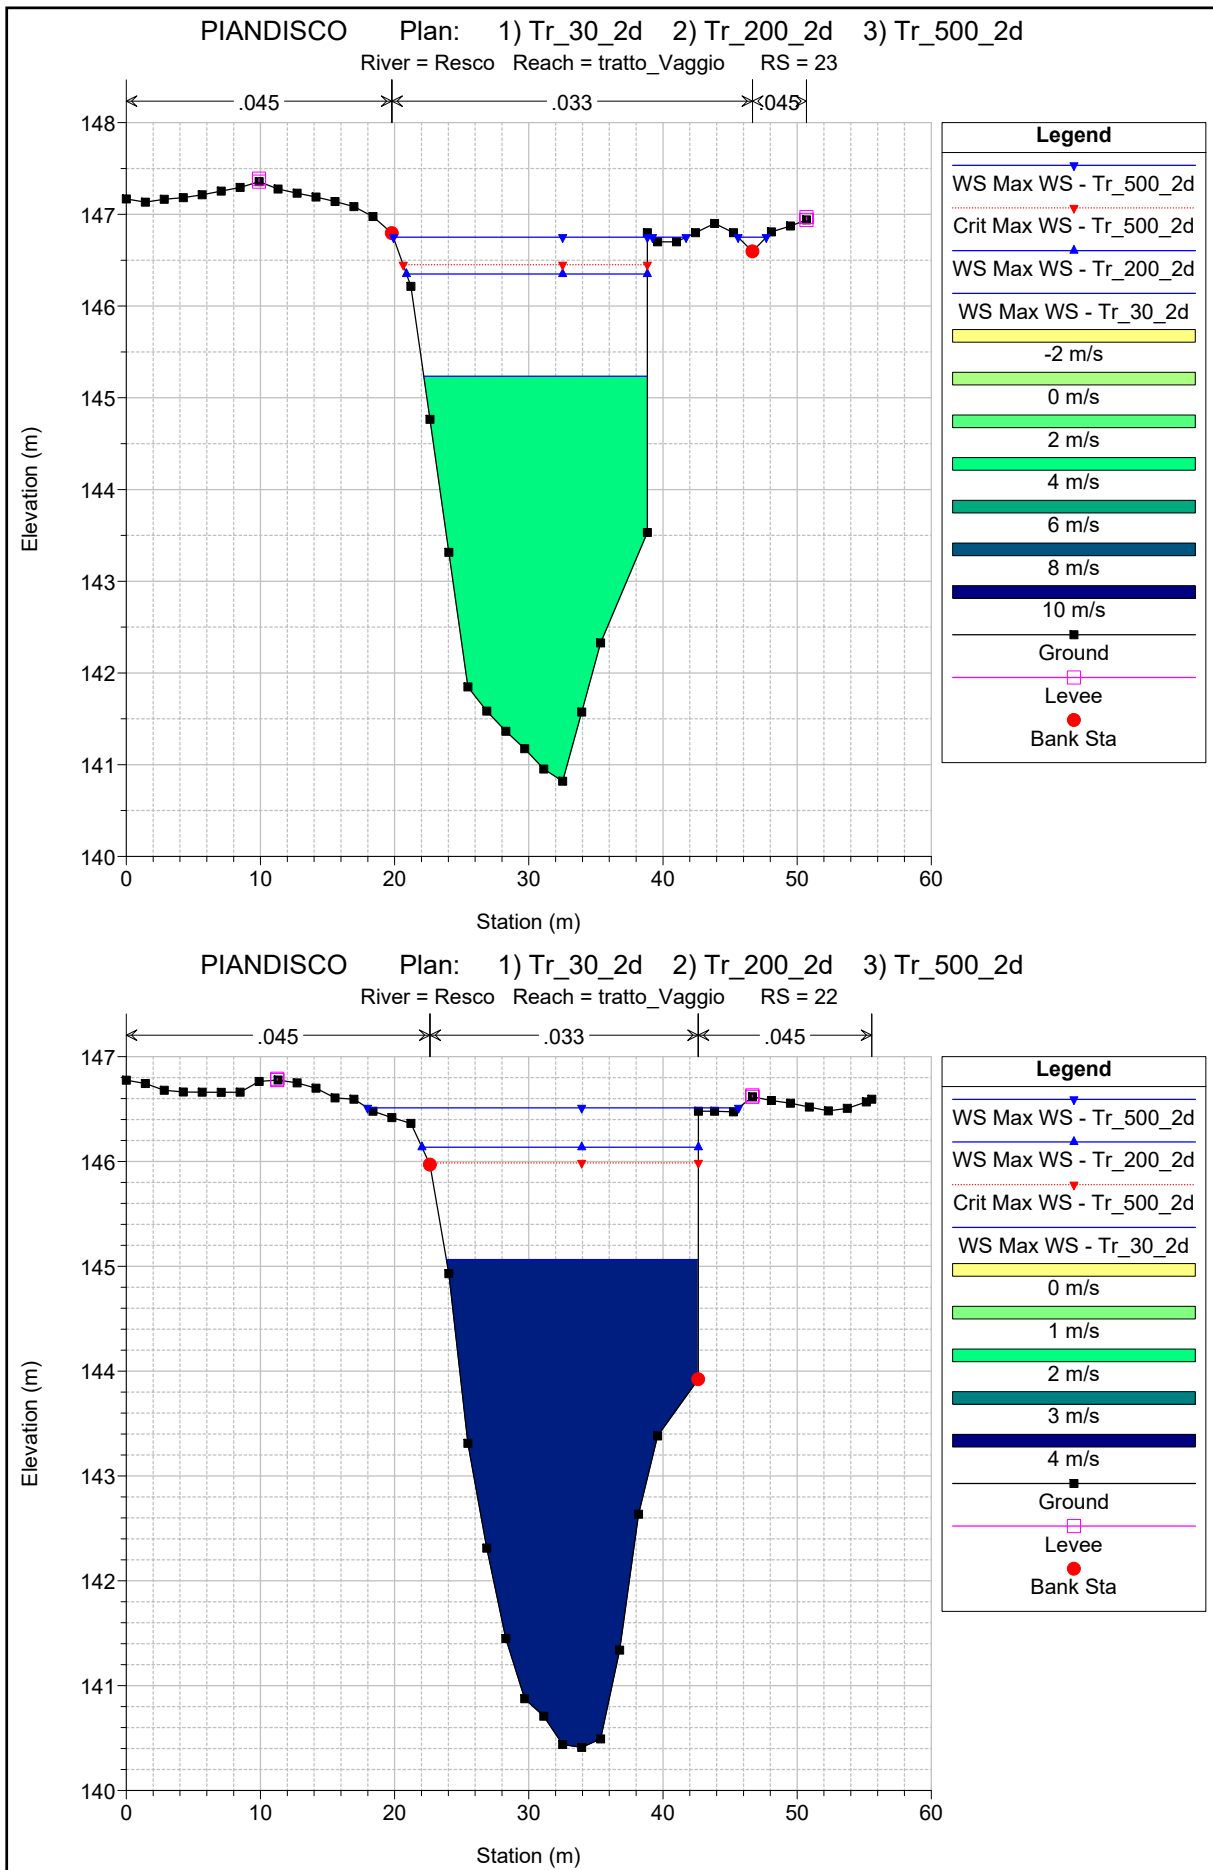 PIANDISCO Plan: 1) Tr_30_2d 2) Tr_200_2d 3) Tr_500_2d
River = Resco Reach = tratto_Vaggio RS = 23
.045 .033 .045
148
147
146
145
144
143
142
141
140
Elevation (m)
0 10 20 30 40 50 60
Station (m)
Legend
WS Max WS - Tr_500_2d
Crit Max WS - Tr_500_2d
WS Max WS - Tr_200_2d
WS Max WS - Tr_30_2d
-2 m/s
0 m/s
2 m/s
4 m/s
6 m/s
8 m/s
10 m/s
Ground
Levee
Bank Sta
PIANDISCO Plan: 1) Tr_30_2d 2) Tr_200_2d 3) Tr_500_2d
River = Resco Reach = tratto_Vaggio RS = 22
.045 .033 .045
147
146
145
144
143
142
141
140
Elevation (m)
0 10 20 30 40 50 60
Station (m)
Legend
WS Max WS - Tr_500_2d
WS Max WS - Tr_200_2d
Crit Max WS - Tr_500_2d
WS Max WS - Tr_30_2d
0 m/s
1 m/s
2 m/s
3 m/s
4 m/s
Ground
Levee
Bank Sta